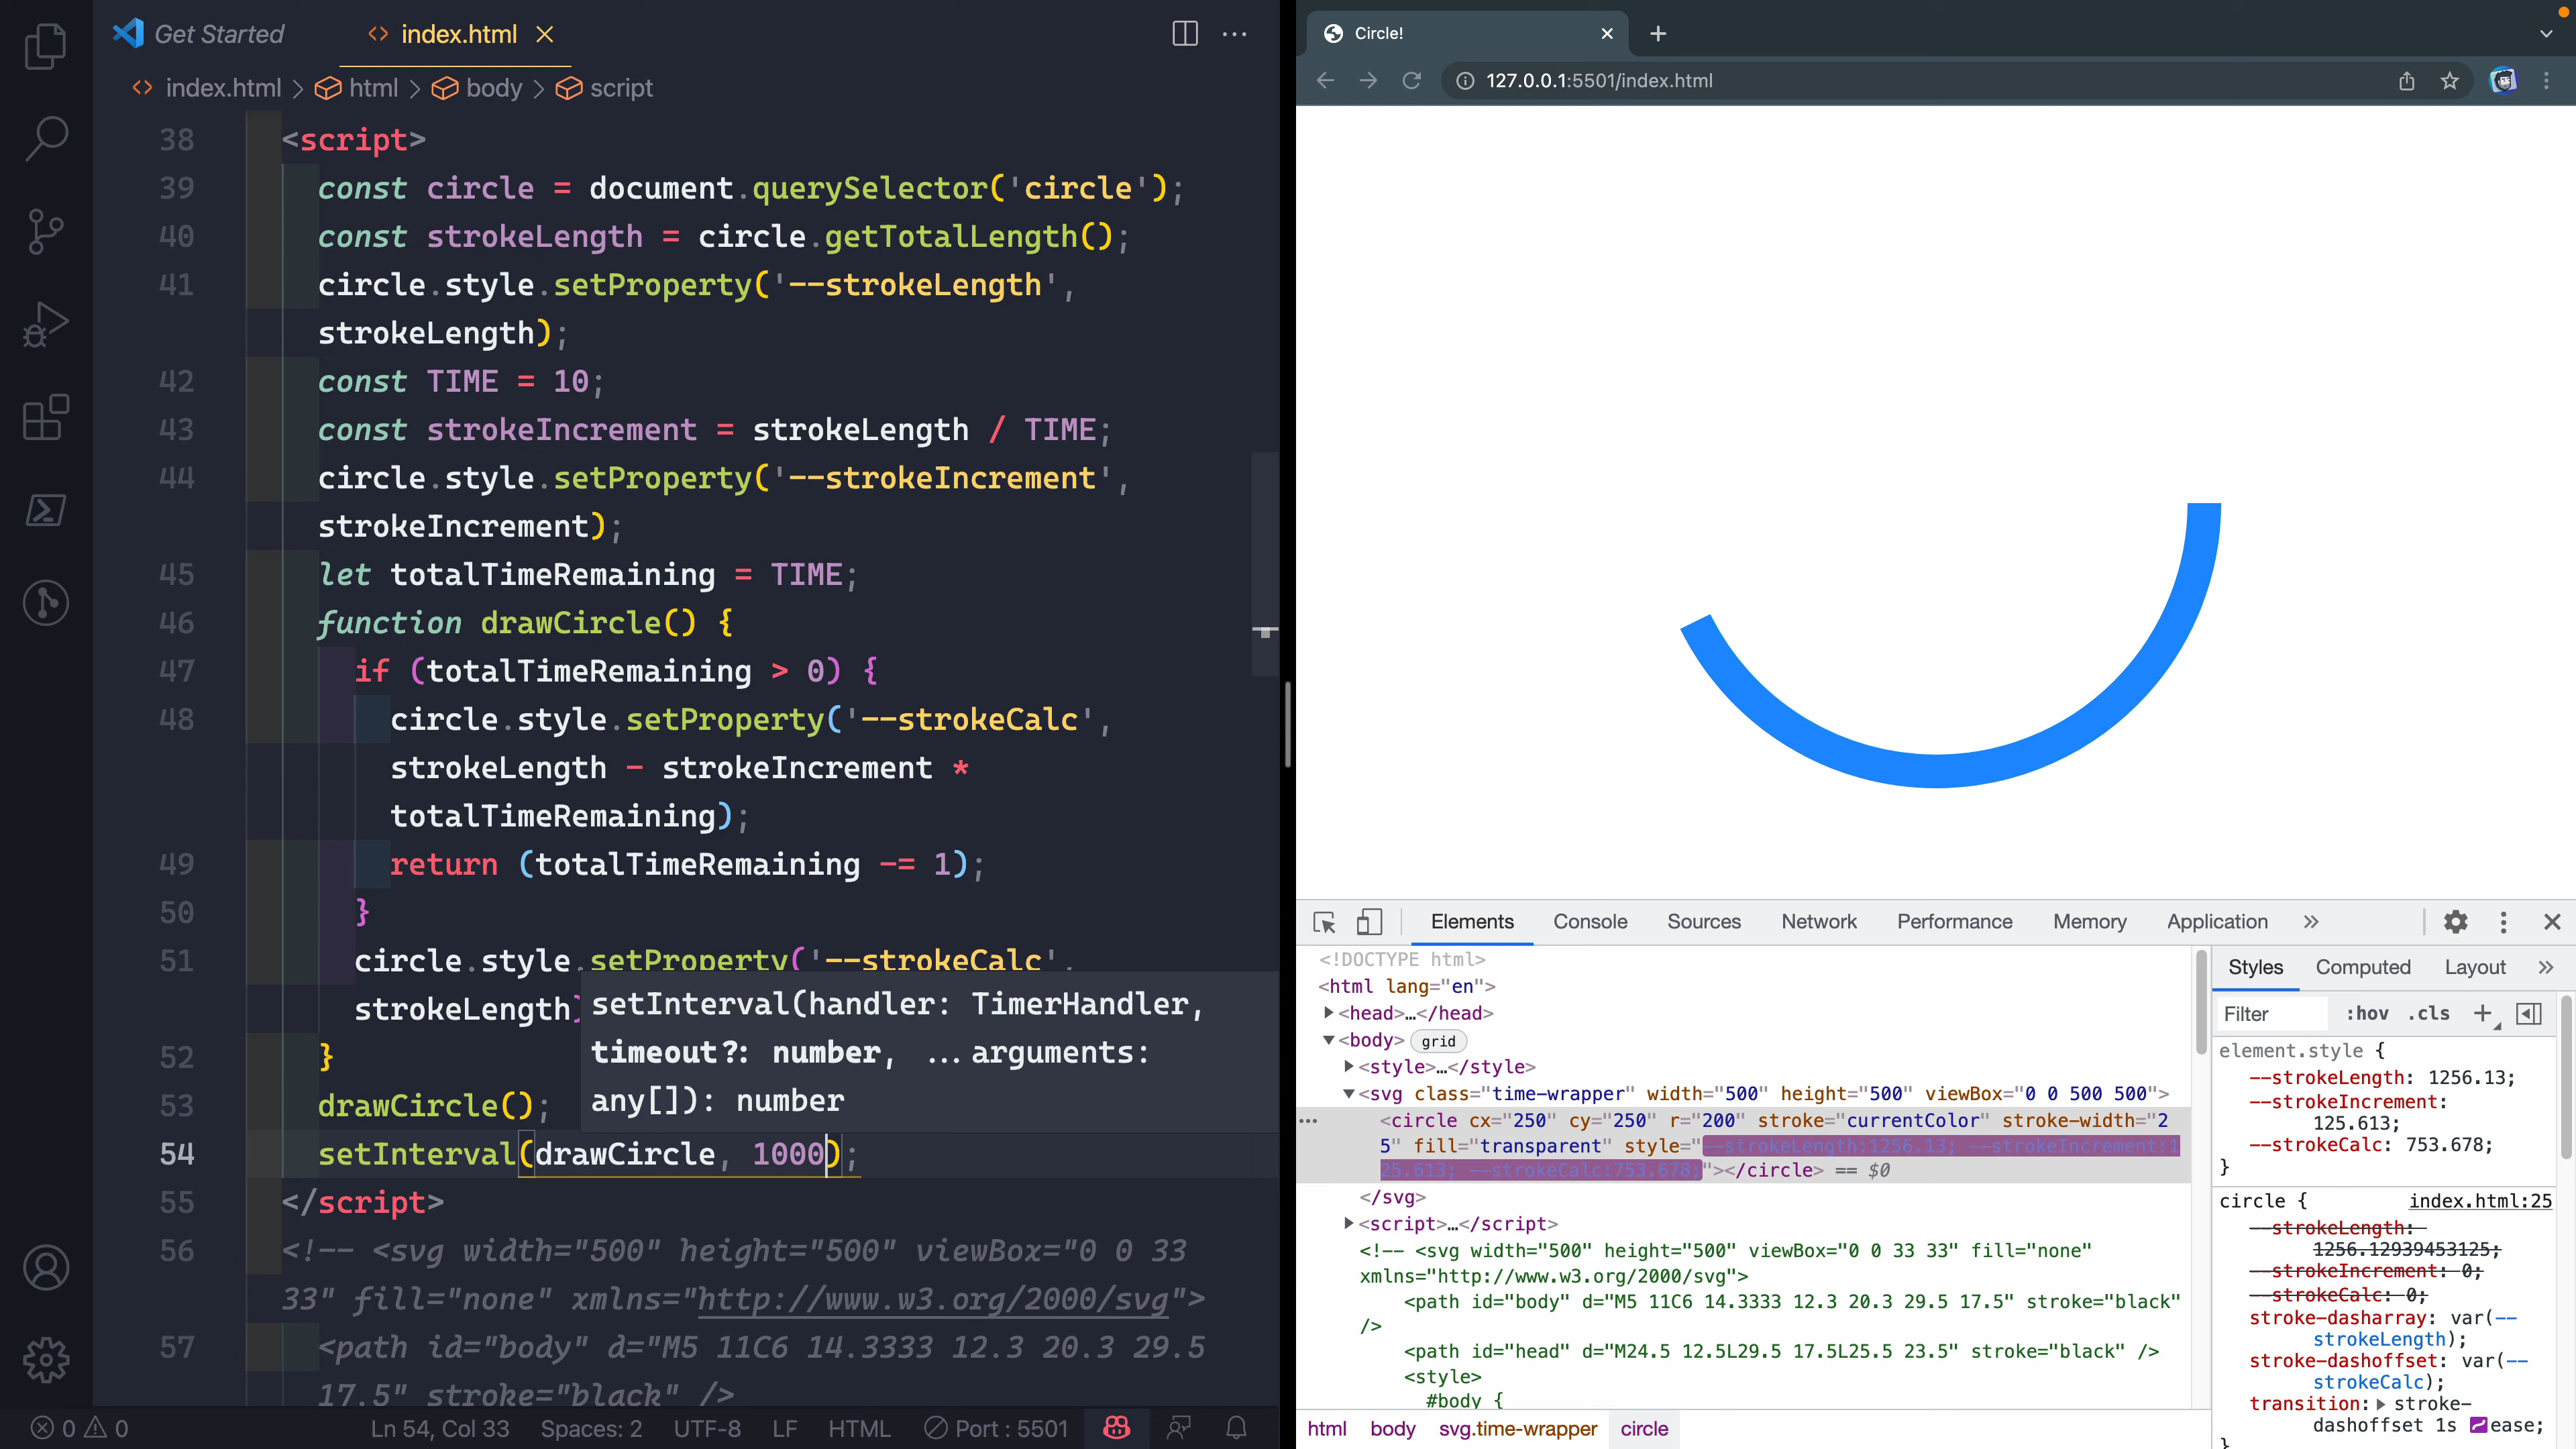 Get Started
index.html
index.html > html > body > script
38 <script>
39 const circle = document.querySelector('circle');
40 const strokeLength = circle.getTotalLength();
41 circle.style.setProperty('--strokeLength',
strokeLength);
42 const TIME = 10;
43 const strokeIncrement = strokeLength / TIME;
44 circle.style.setProperty('--strokeIncrement',
strokeIncrement);
45 let totalTimeRemaining = TIME;
46 function drawCircle() {
47 if (totalTimeRemaining > 0) {
48 circle.style.setProperty('--strokeCalc',
strokeLength - strokeIncrement *
totalTimeRemaining);
49 return (totalTimeRemaining -= 1);
50 }
51 circle.style.setProperty('--strokeCalc',
strokeLength)
setInterval(handler: TimerHandler,
timeout?: number, ...arguments:
any[]): number
52 }
53 drawCircle();
54 setInterval(drawCircle, 1000);
55 </script>
56 <!-- <svg width="500" height="500" viewBox="0 0 33
33" fill="none" xmlns="http://www.w3.org/2000/svg">
57 <path id="body" d="M5 11C6 14.3333 12.3 20.3 29.5
17.5" stroke="black" />
0 0 Ln 54, Col 33 Spaces: 2 UTF-8 LF HTML Port : 5501
Circle!
127.0.0.1:5501/index.html
Elements Console Sources Network Performance Memory Application
<!DOCTYPE html>
<html lang="en">
<head>…</head>
<body> grid
<style>…</style>
<svg class="time-wrapper" width="500" height="500" viewBox="0 0 500 500">
<circle cx="250" cy="250" r="200" stroke="currentColor" stroke-width="2
5" fill="transparent" style="--strokeLength:1256.13; --strokeIncrement:1
25.613; --strokeCalc:753.678;"></circle> == $0
</svg>
<script>…</script>
<!-- <svg width="500" height="500" viewBox="0 0 33 33" fill="none"
xmlns="http://www.w3.org/2000/svg">
<path id="body" d="M5 11C6 14.3333 12.3 20.3 29.5 17.5" stroke="black"
/>
<path id="head" d="M24.5 12.5L29.5 17.5L25.5 23.5" stroke="black" />
<style>
#body {
html body svg.time-wrapper circle
Styles Computed Layout
Filter :hov .cls
element.style {
--strokeLength: 1256.13;
--strokeIncrement:
125.613;
--strokeCalc: 753.678;
}
circle { index.html:25
--strokeLength:
1256.12939453125;
--strokeIncrement: 0;
--strokeCalc: 0;
stroke-dasharray: var(--
strokeLength);
stroke-dashoffset: var(--
strokeCalc);
transition: stroke-
dashoffset 1s ease;
}